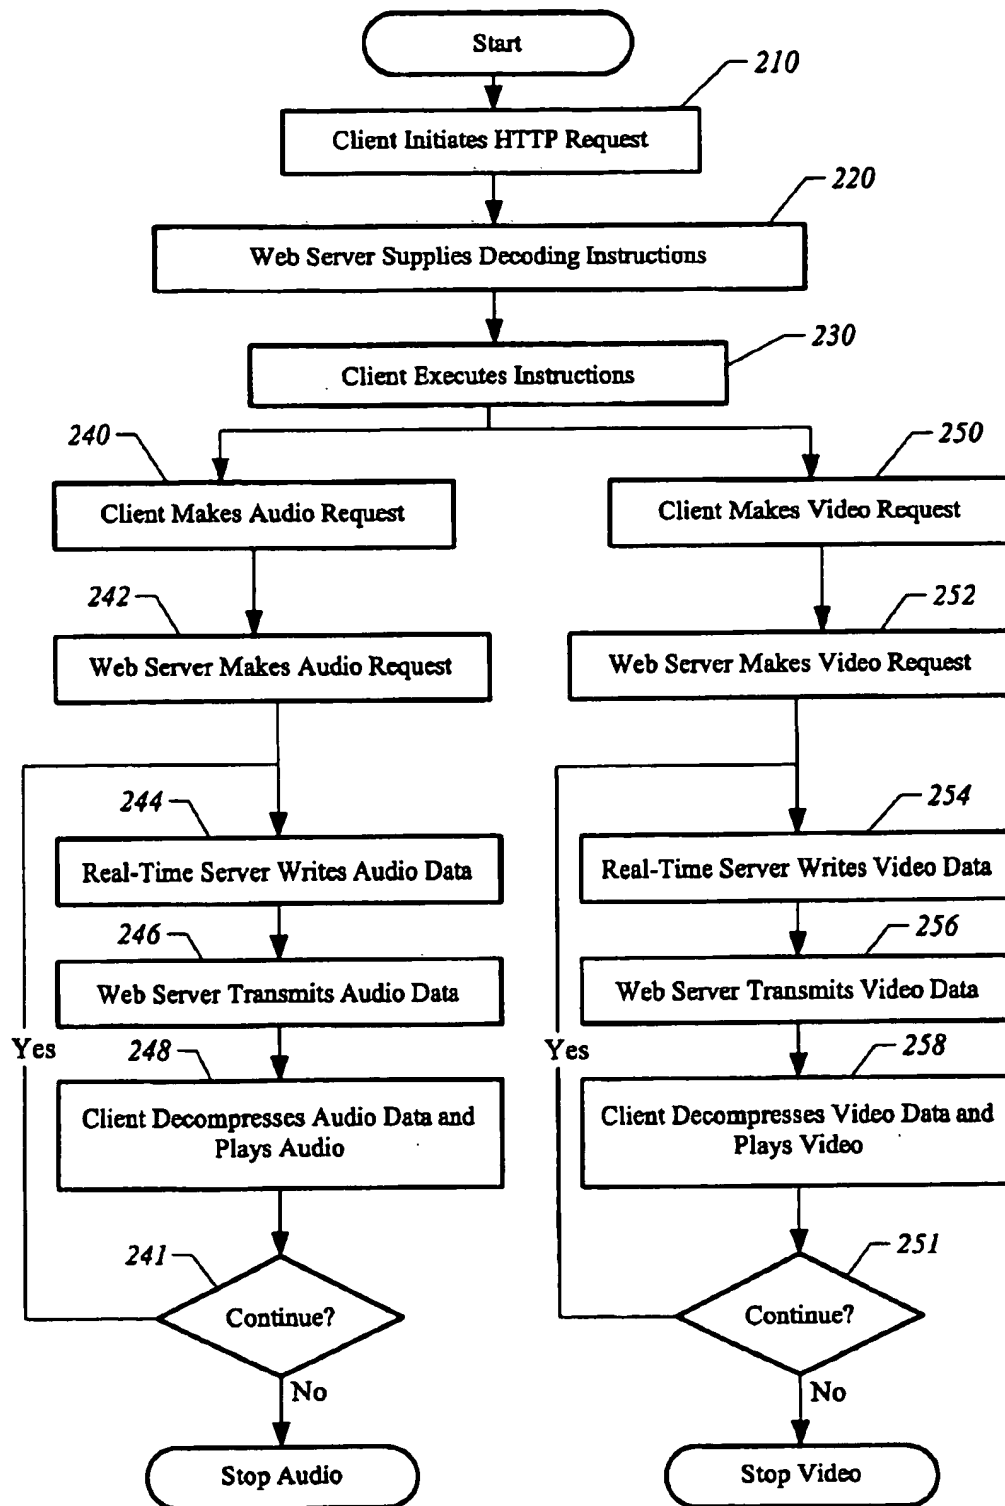 Start
210
Client Initiates HTTP Request
220
Web Server Supplies Decoding Instructions
230
Client Executes Instructions
240
250
Client Makes Audio Request
Client Makes Video Request
242
252
Web Server Makes Audio Request
Web Server Makes Video Request
244
254
Real-Time Server Writes Audio Data
Real-Time Server Writes Video Data
246
256
Web Server Transmits Audio Data
Web Server Transmits Video Data
Yes
248
Yes
258
Client Decompresses Audio Data and
Plays Audio
Client Decompresses Video Data and
Plays Video
241
251
Continue?
Continue?
No
No
Stop Audio
Stop Video